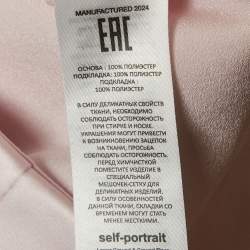 MANUFACTURED 2024
EAC
ОСНОВА : 100% ПОЛИЭСТЕР
ПОДКЛАДКА: 100% ПОЛИЭСТЕР
ПОДКЛАДКА : 100% ПОЛИЭСТЕР
В СИЛУ ДЕЛИКАТНЫХ СВОЙСТВ
ТКАНИ, НЕОБХОДИМО
СОБЛЮДАТЬ ОСТОРОЖНОСТЬ
ПРИ СТИРКЕ И НОСКЕ.
УКРАШЕНИЯ МОГУТ ПРИВЕСТИ
К ВОЗНИКНОВЕНИЮ ЗАЦЕПОК
НА ТКАНИ, ПРОСЬБА
СОБЛЮДАТЬ ОСТОРОЖНОСТЬ.
ПЕРЕД ХИМЧИСТКОЙ
ПОМЕСТИТЕ ИЗДЕЛИЕ В
СПЕЦИАЛЬНЫЙ
МЕШОЧЕК-СЕТКУ ДЛЯ
ДЕЛИКАТНЫХ ИЗДЕЛИЙ.
В СИЛУ ОСОБЕННОСТЕЙ
ДАННОЙ ТКАНИ, СКЛАДКИ СО
ВРЕМЕНЕМ МОГУТ СТАТЬ
МЕНЕЕ ЖЕСТКИМИ.
self-portrait